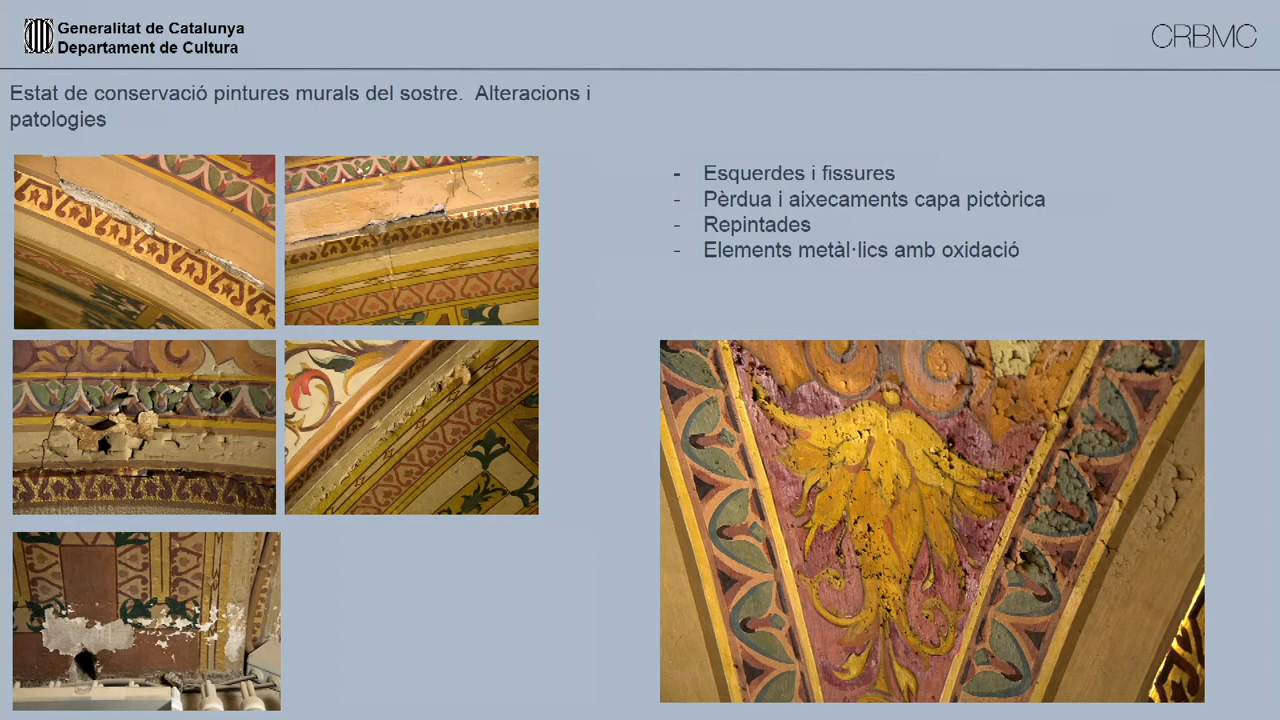 Generalitat de Catalunya
Departament de Cultura
CRBMC
Estat de conservació pintures murals del sostre.  Alteracions i
patologies
- Esquerdes i fissures
- Pèrdua i aixecaments capa pictòrica
- Repintades
- Elements metàl·lics amb oxidació